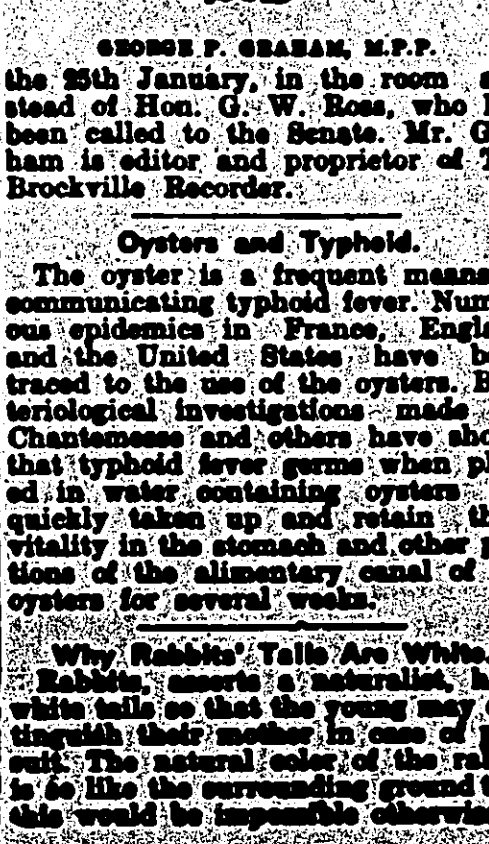 GEORGE P. GRAHAM, M.P.P.
the 25th January, in the room
stead of Hon. G. W. Ross, who
been called to the Senate. Mr. G
ham is editor and proprietor of T
Brockville Recorder.
Oysters and Typhoid.
The oyster is a frequent means
communicating typhoid fever. Num
ous epidemics in France, Engla
and the United States have b
traced to the use of the oysters. B
teriological investigations made
Chantemesse and others have sho
that typhoid fever germs when pl
ed in water containing oysters
quickly taken up and retain th
vitality in the stomach and other p
tions of the alimentary canal of
oysters for several weeks.
Why Rabbits' Tails Are White.
Rabbits, asserts a naturalist, h
white tails so that the young may
tinguish their mother in case of p
suit. The natural color of the rab
is so like the surrounding ground t
this would be impossible otherwise